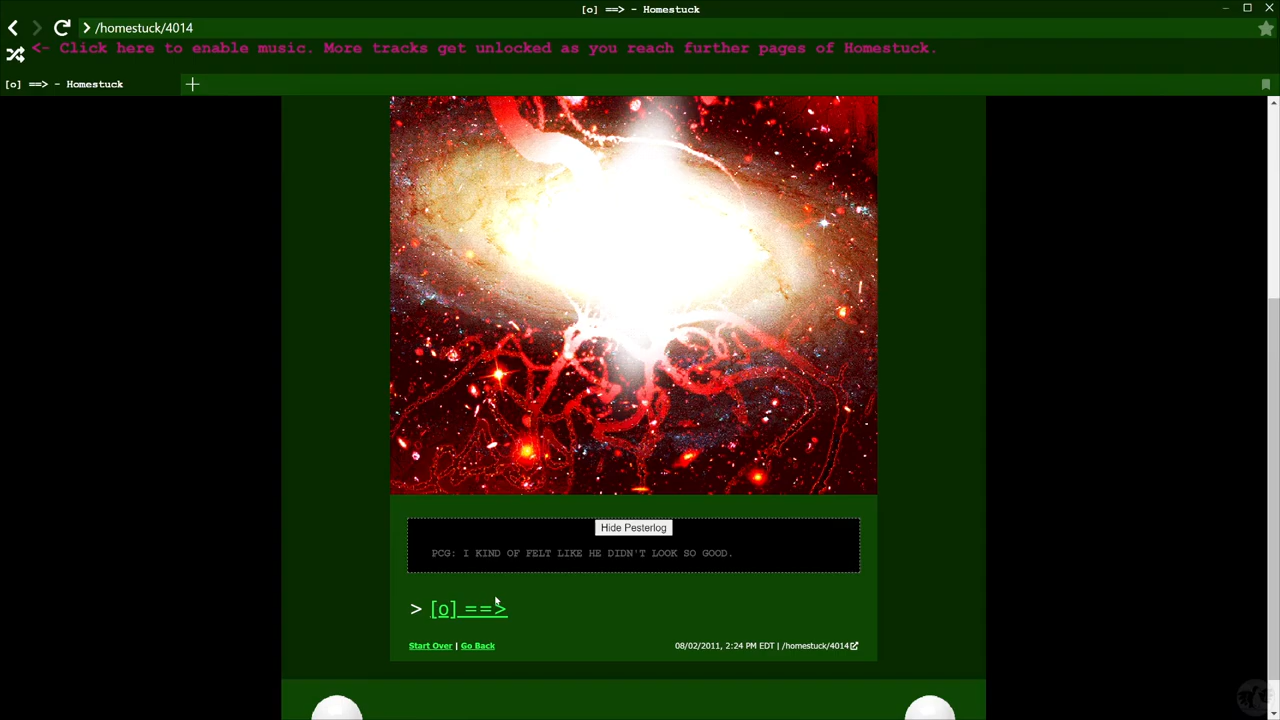 [o] ==> - Homestuck
/homestuck/4014
<- Click here to enable music. More tracks get unlocked as you reach further pages of Homestuck.
[o] ==> - Homestuck
Hide Pesterlog
PCG: I KIND OF FELT LIKE HE DIDN'T LOOK SO GOOD.
> [o] ==>
Start Over | Go Back 08/02/2011, 2:24 PM EDT | /homestuck/4014